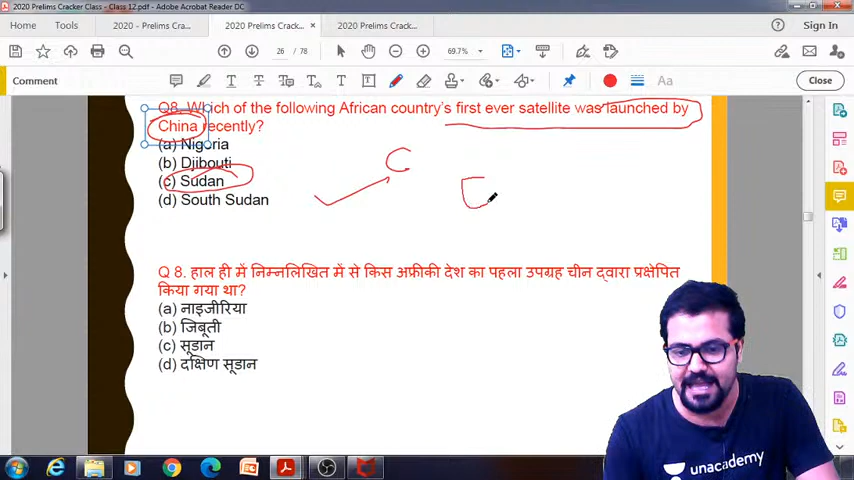 2020 Prelims Cracker Class - Class 12.pdf - Adobe Acrobat Reader DC
Home
Tools
2020 - Prelims Cra...
2020 Prelims Crack...
2020 Prelims Crack...
Sign In
26 / 78
69.7%
Comment
Close
Q8. Which of the following African country's first ever satellite was launched by
China recently?
(a) Nigeria
(b) Djibouti
(c) Sudan
(d) South Sudan
C
Q 8. हाल ही में निम्नलिखित में से किस अफ्रीकी देश का पहला उपग्रह चीन द्वारा प्रक्षेपित
किया गया था?
(a) नाइजीरिया
(b) जिबूती
(c) सूडान
(d) दक्षिण सूडान
unacademy